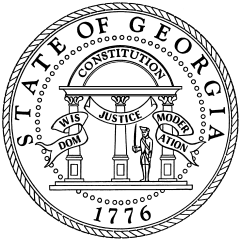 STATE OF GEORGIA
CONSTITUTION
WIS
DOM
JUSTICE
MODER
ATION
1776